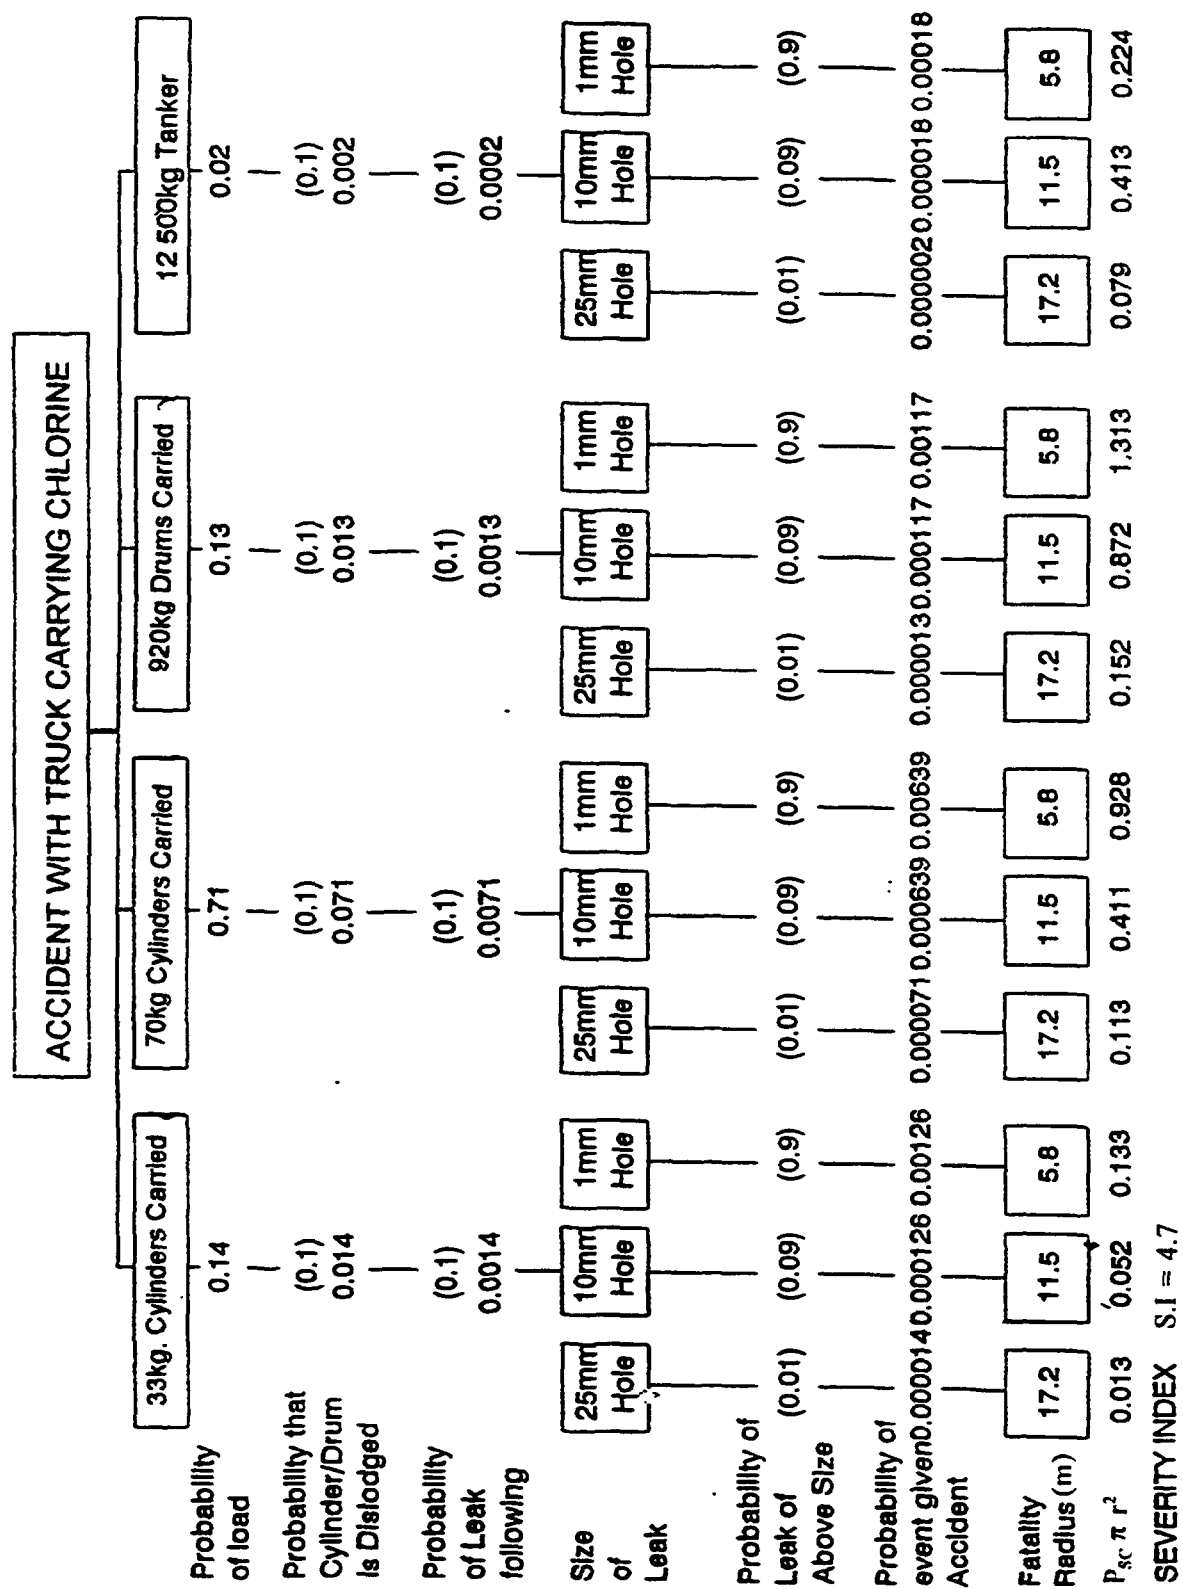 ACCIDENT WITH TRUCK CARRYING CHLORINE
33kg. Cylinders Carried 70kg Cylinders Carried 920kg Drums Carried 12 500kg Tanker
Probability
of load
0.14 0.71 0.13 0.02
Probability that
Cylinder/Drum
Is Dislodged
(0.1) (0.1) (0.1) (0.1)
0.014 0.071 0.013 0.002
Probability
of Leak
following
(0.1) (0.1) (0.1) (0.1)
0.0014 0.0071 0.0013 0.0002
Size
of
Leak
25mm 10mm 1mm 25mm 10mm 1mm 25mm 10mm 1mm 25mm 10mm 1mm
Hole Hole Hole Hole Hole Hole Hole Hole Hole Hole Hole Hole
Probability of
Leak of
Above Size
(0.01) (0.09) (0.9) (0.01) (0.09) (0.9) (0.01) (0.09) (0.9) (0.01) (0.09) (0.9)
Probability of
event given 0.000014 0.000126 0.00126 0.000071 0.000639 0.00639 0.000013 0.000117 0.00117 0.000002 0.000018 0.00018
Accident
Fatality
Radius (m)
17.2 11.5 5.8 17.2 11.5 5.8 17.2 11.5 5.8 17.2 11.5 5.8
Psc π r² 0.013 0.052 0.133 0.113 0.411 0.928 0.152 0.872 1.313 0.079 0.413 0.224
SEVERITY INDEX S.I = 4.7